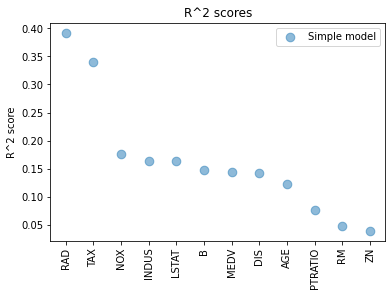 R^2 scores
Simple model
R^2 score
0.40
0.35
0.30
0.25
0.20
0.15
0.10
0.05
RAD
TAX
NOX
INDUS
LSTAT
B
MEDV
DIS
AGE
PTRATIO
RM
ZN